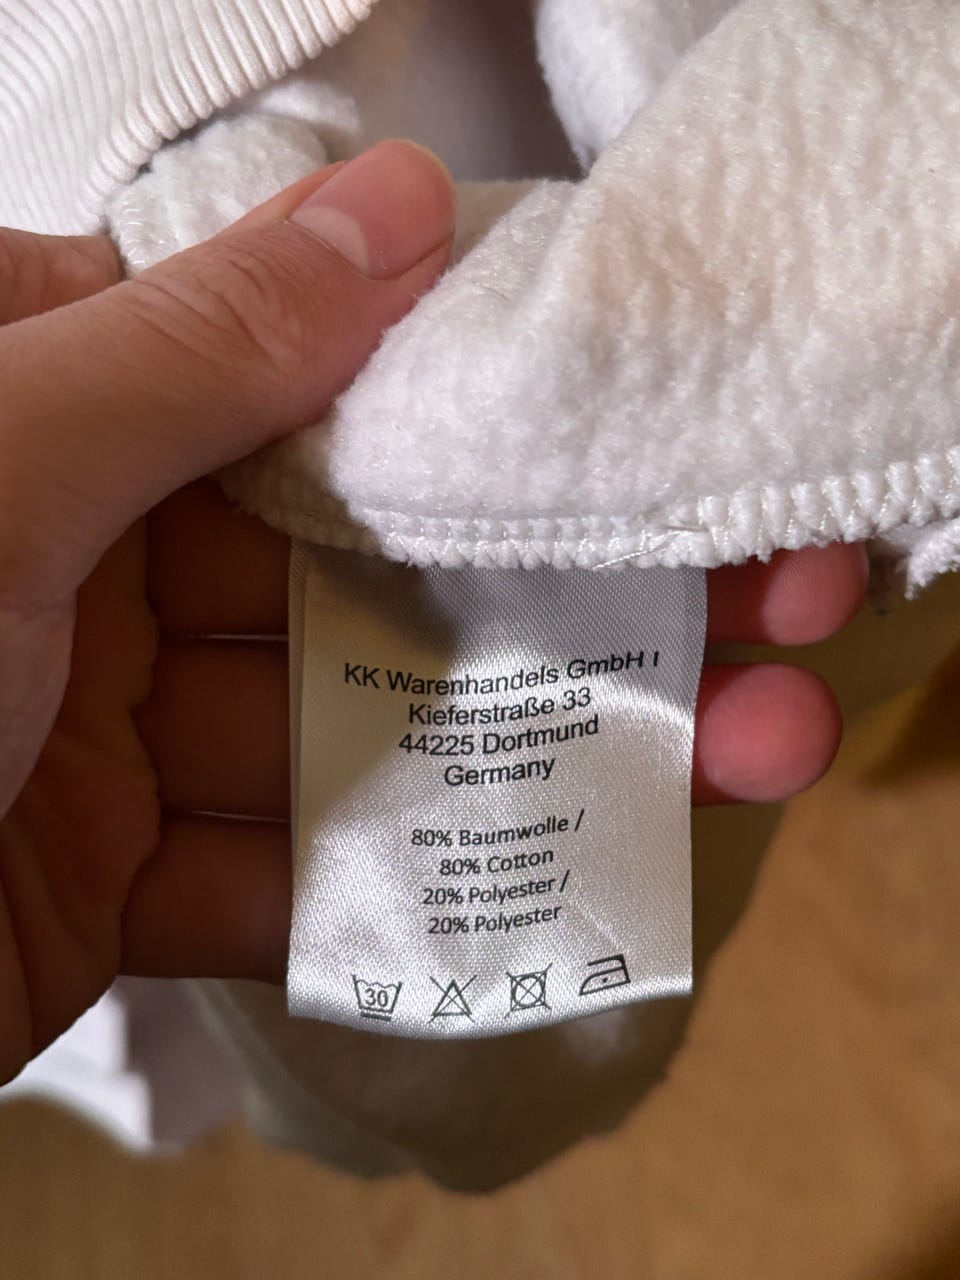 KK Warenhandels GmbH I
Kieferstraße 33
44225 Dortmund
Germany
80% Baumwolle /
80% Cotton
20% Polyester /
20% Polyester
30